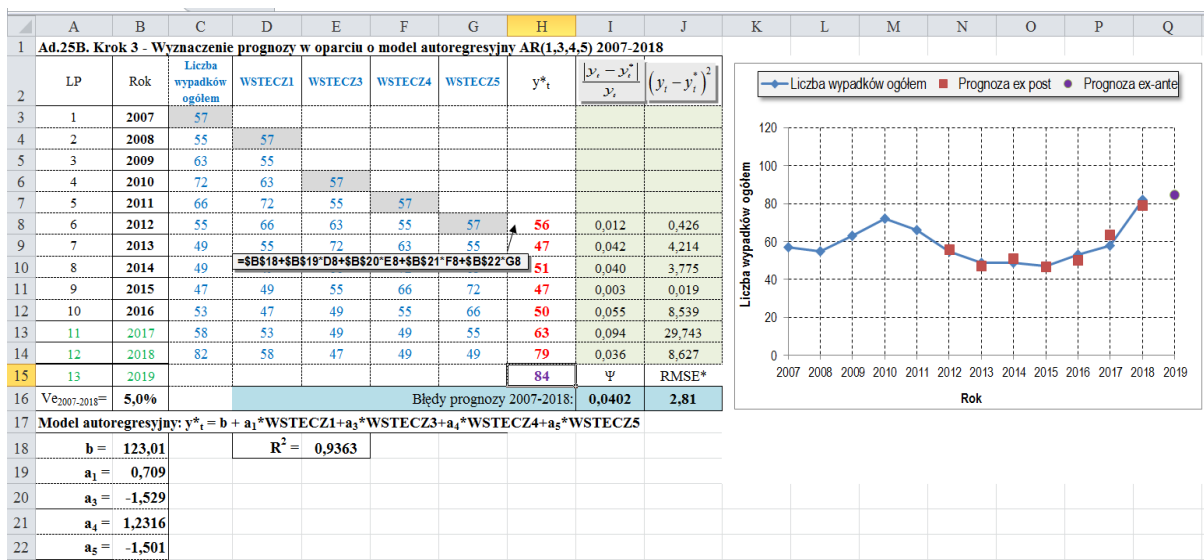 A B C D E F G H I J K L M N O P Q
1 Ad.25B. Krok 3 - Wyznaczenie prognozy w oparciu o model autoregresyjny AR(1,3,4,5) 2007-2018
2 LP Rok Liczba wypadków ogółem WSTECZ1 WSTECZ3 WSTECZ4 WSTECZ5 y*t |yt − yt*| / yt (yt − yt*)²
3 1 2007 57
4 2 2008 55 57
5 3 2009 63 55
6 4 2010 72 63 57
7 5 2011 66 72 55 57
8 6 2012 55 66 63 55 57 56 0,012 0,426
9 7 2013 49 55 72 63 55 47 0,042 4,214
=$B$18+$B$19*D8+$B$20*E8+$B$21*F8+$B$22*G8
10 8 2014 49 51 0,040 3,775
11 9 2015 47 49 55 66 72 47 0,003 0,019
12 10 2016 53 47 49 55 66 50 0,055 8,539
13 11 2017 58 53 49 49 55 63 0,094 29,743
14 12 2018 82 58 47 49 49 79 0,036 8,627
15 13 2019 84 Ψ RMSE*
16 Ve2007-2018= 5,0% Błędy prognozy 2007-2018: 0,0402 2,81
17 Model autoregresyjny: y*t = b + a1*WSTECZ1+a3*WSTECZ3+a4*WSTECZ4+a5*WSTECZ5
18 b = 123,01 R² = 0,9363
19 a1 = 0,709
20 a3 = -1,529
21 a4 = 1,2316
22 a5 = -1,501
Liczba wypadków ogółem Prognoza ex post Prognoza ex-ante
Liczba wypadków ogółem
120
100
80
60
40
20
0
2007 2008 2009 2010 2011 2012 2013 2014 2015 2016 2017 2018 2019
Rok